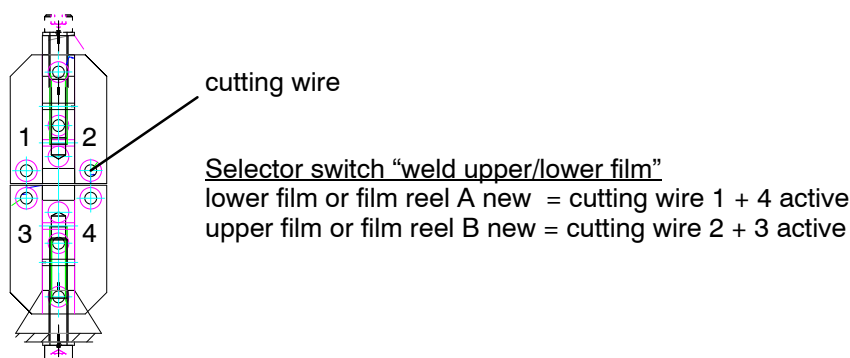 cutting wire
1 2
Selector switch “weld upper/lower film”
lower film or film reel A new = cutting wire 1 + 4 active
upper film or film reel B new = cutting wire 2 + 3 active
3 4